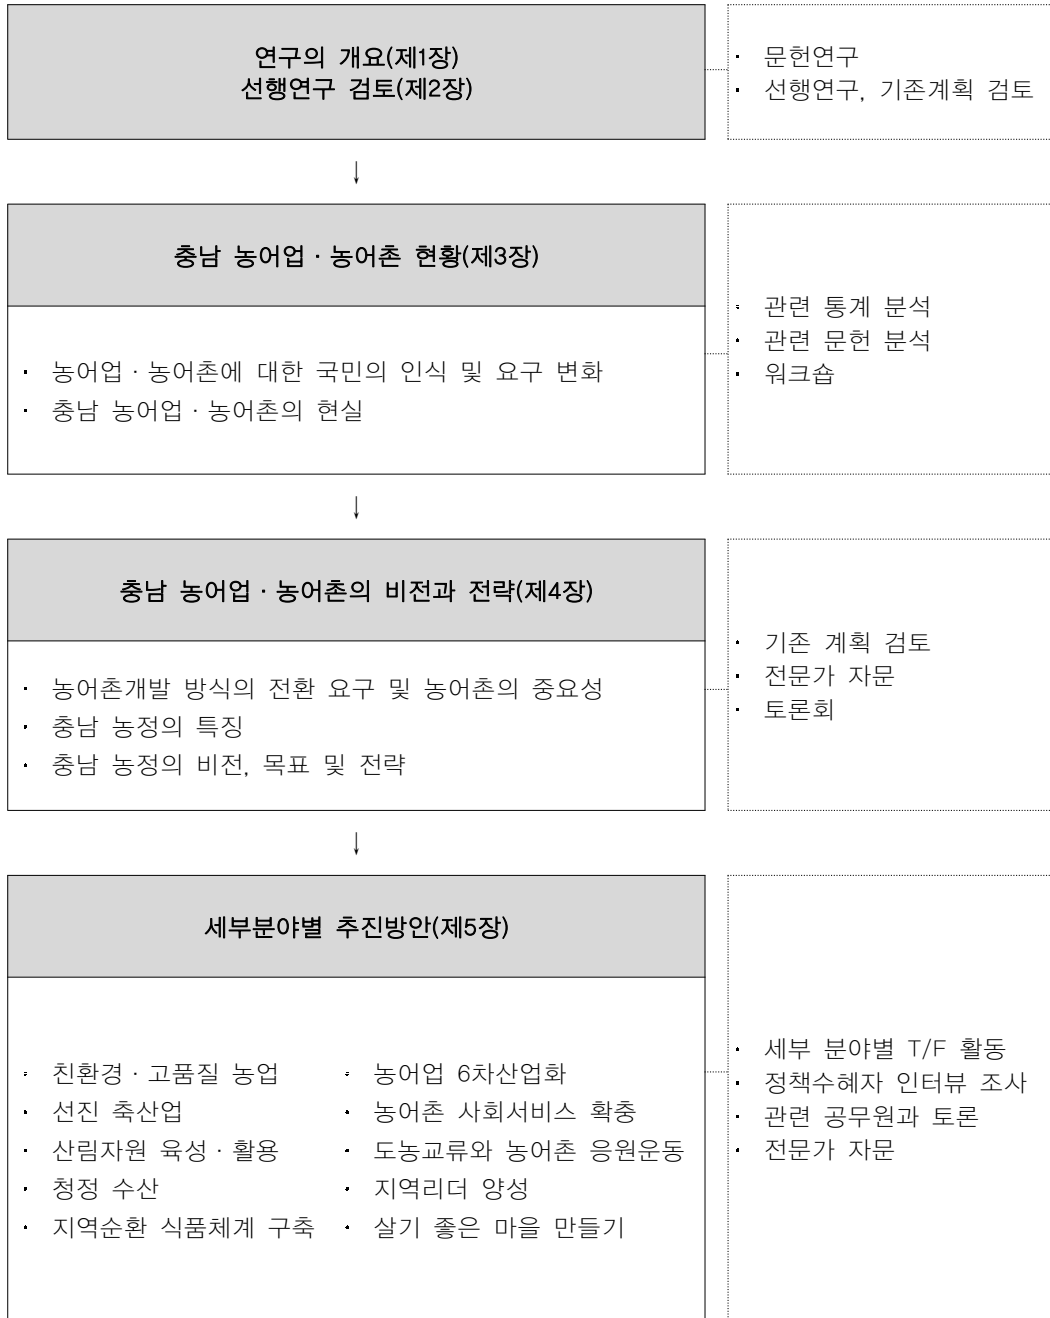 연구의 개요(제1장)
선행연구 검토(제2장)
· 문헌연구
· 선행연구, 기존계획 검토
↓
충남 농어업·농어촌 현황(제3장)
· 농어업·농어촌에 대한 국민의 인식 및 요구 변화
· 충남 농어업·농어촌의 현실
· 관련 통계 분석
· 관련 문헌 분석
· 워크숍
↓
충남 농어업·농어촌의 비전과 전략(제4장)
· 농어촌개발 방식의 전환 요구 및 농어촌의 중요성
· 충남 농정의 특징
· 충남 농정의 비전, 목표 및 전략
· 기존 계획 검토
· 전문가 자문
· 토론회
↓
세부분야별 추진방안(제5장)
· 친환경·고품질 농업
· 선진 축산업
· 산림자원 육성·활용
· 청정 수산
· 지역순환 식품체계 구축
· 농어업 6차산업화
· 농어촌 사회서비스 확충
· 도농교류와 농어촌 응원운동
· 지역리더 양성
· 살기 좋은 마을 만들기
· 세부 분야별 T/F 활동
· 정책수혜자 인터뷰 조사
· 관련 공무원과 토론
· 전문가 자문